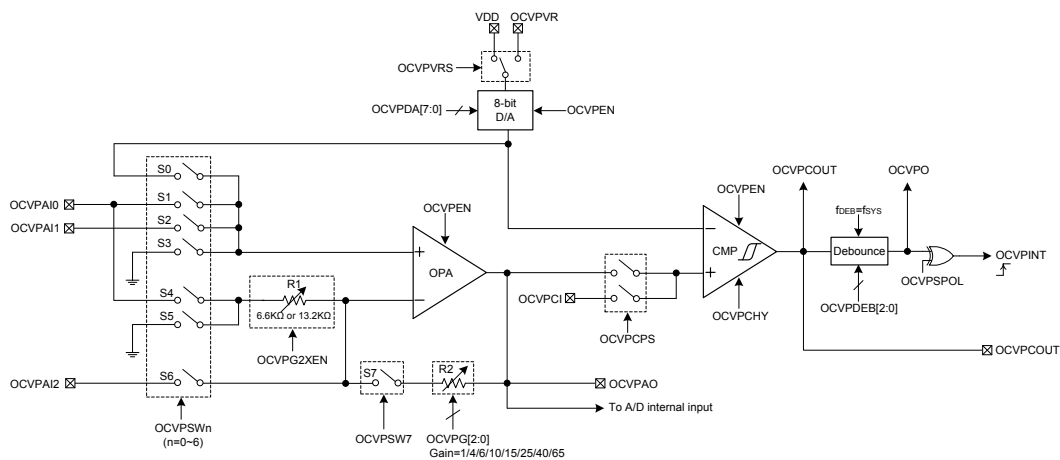 VDD OCVPVR
OCVPVRS
OCVPDA[7:0]
8-bit
D/A
OCVPEN
S0
OCVPAI0
S1
OCVPAI1
S2
S3
S4
R1
6.6KΩ or 13.2KΩ
S5
OCVPG2XEN
OCVPAI2
S6
S7
R2
OCVPSWn
(n=0~6)
OCVPSW7
OCVPG[2:0]
Gain=1/4/6/10/15/25/40/65
OCVPEN
+
OPA
−
OCVPCI
OCVPCPS
OCVPAO
To A/D internal input
OCVPEN
−
CMP
+
OCVPCHY
OCVPCOUT
fDEB=fSYS
Debounce
OCVPDEB[2:0]
OCVPO
OCVPSPOL
OCVPINT
OCVPCOUT